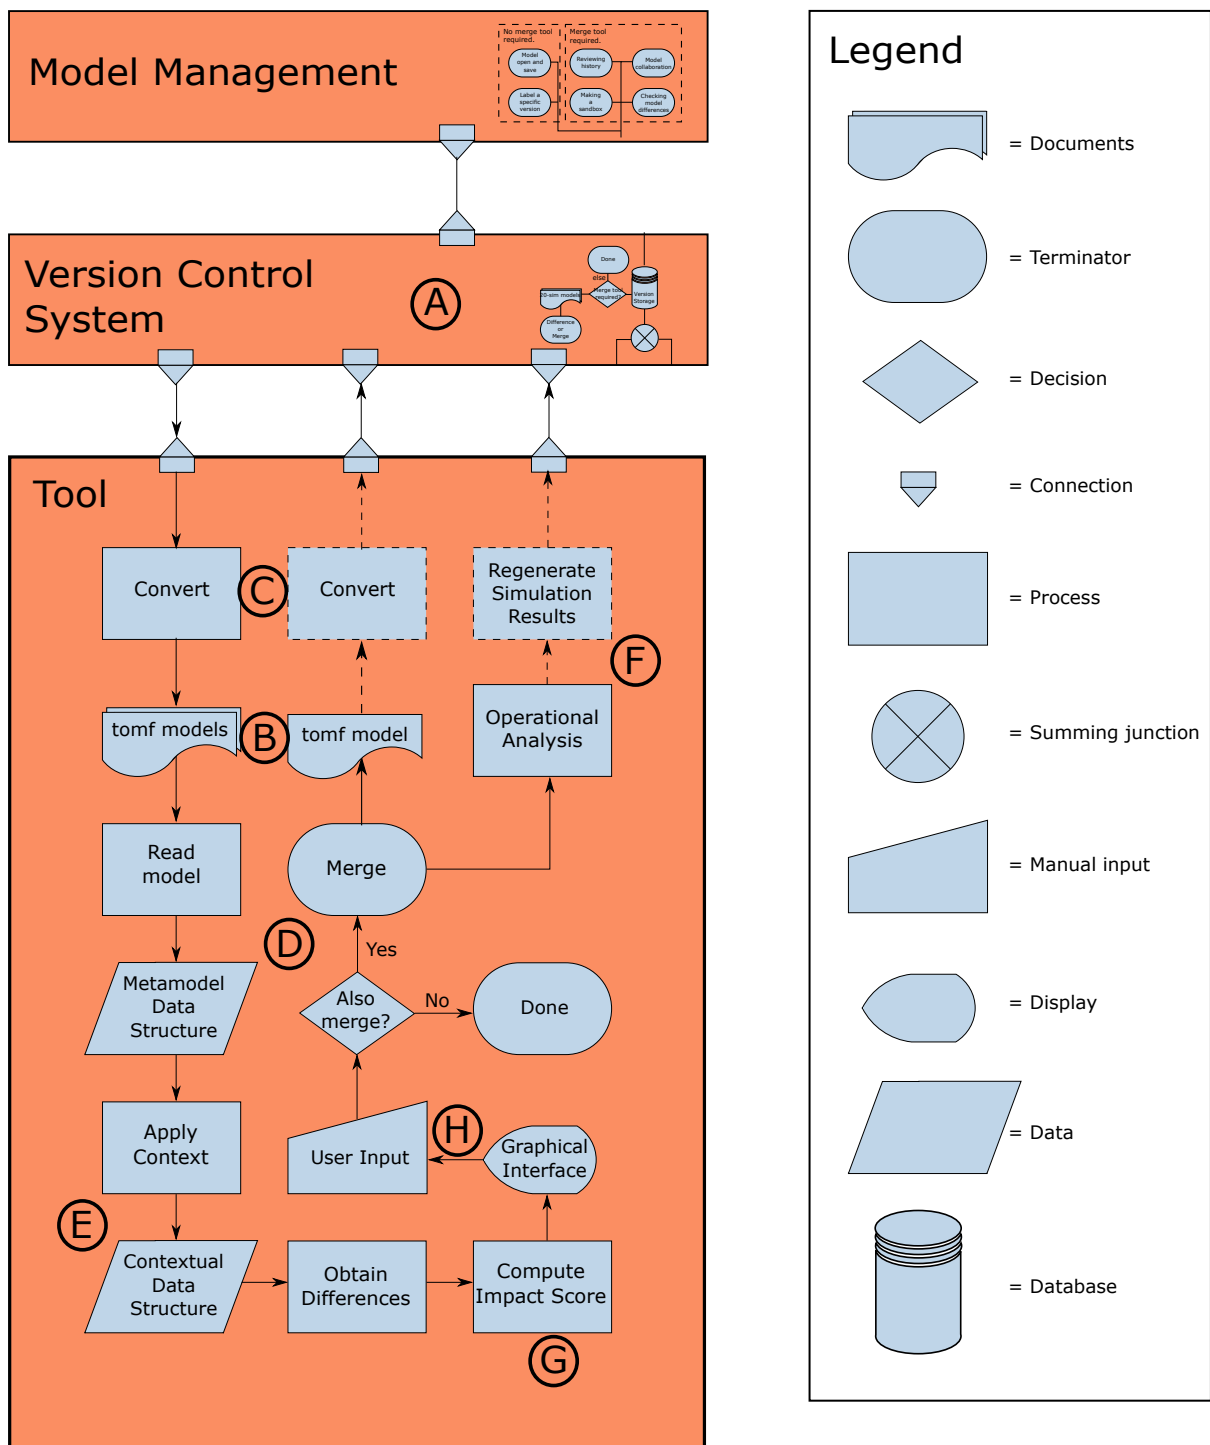 Model Management
No merge tool
required.
Model
open and
save
Label a
specific
version
Merge tool
required.
Reviewing
history
Model
collaboration
Making
a
sandbox
Checking
model
differences
Version Control
System
A
Done
else
20-sim models
Merge tool
required?
Version
Storage
Difference
or
Merge
Tool
Convert
C
Convert
Regenerate
Simulation
Results
F
tomf models
B
tomf model
Operational
Analysis
Read
model
Merge
D
Yes
Metamodel
Data
Structure
Also
merge?
No
Done
Apply
Context
User Input
H
Graphical
Interface
E
Contextual
Data
Structure
Obtain
Differences
Compute
Impact Score
G
Legend
= Documents
= Terminator
= Decision
= Connection
= Process
= Summing junction
= Manual input
= Display
= Data
= Database